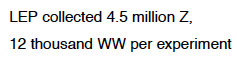 LEP collected 4.5 million Z,
12 thousand WW per experiment